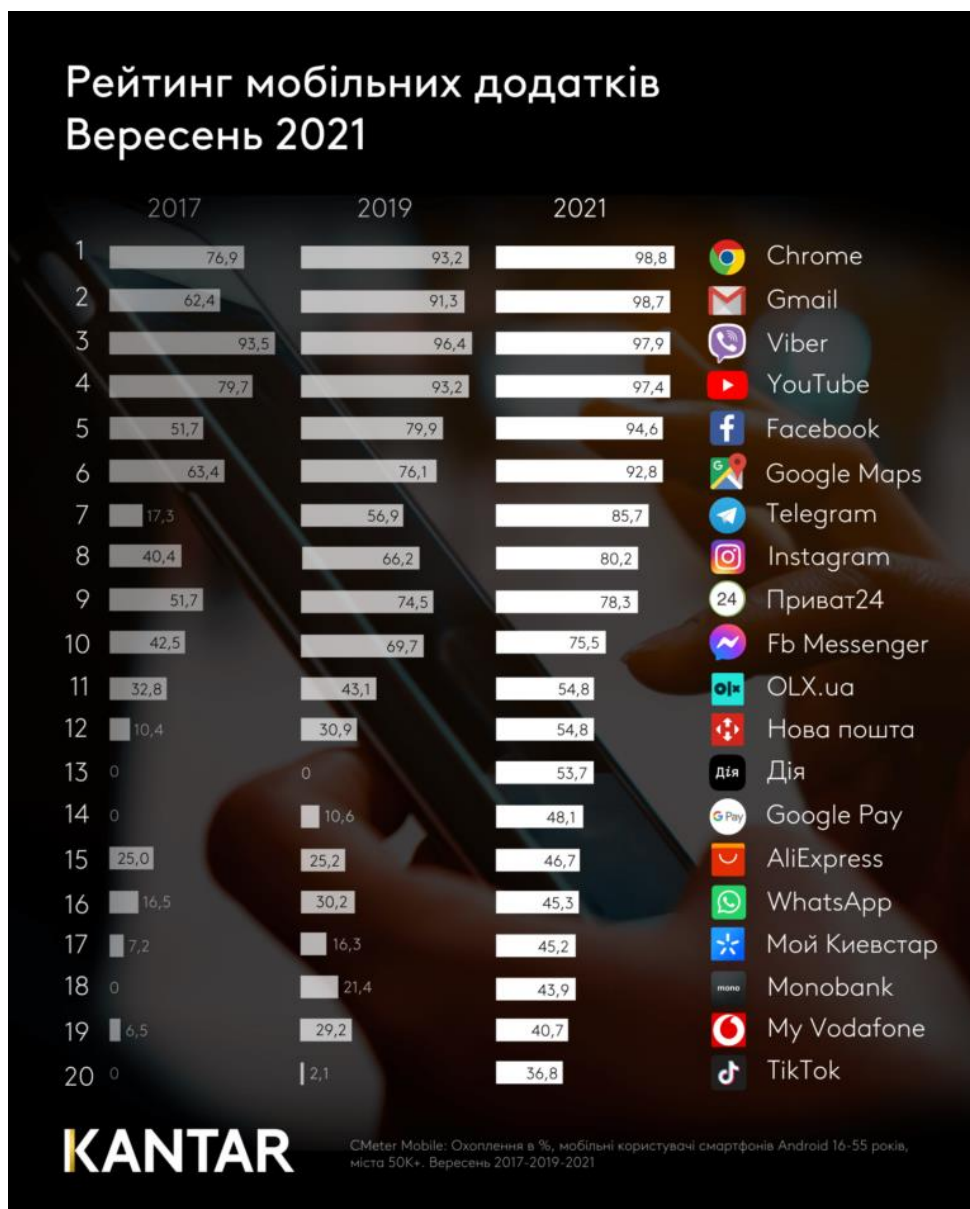 Рейтинг мобільних додатків
Вересень 2021
2017 2019 2021
1 76,9 93,2 98,8 Chrome
2 62,4 91,3 98,7 Gmail
3 93,5 96,4 97,9 Viber
4 79,7 93,2 97,4 YouTube
5 51,7 79,9 94,6 f Facebook
6 63,4 76,1 92,8 G Google Maps
7 17,3 56,9 85,7 Telegram
8 40,4 66,2 80,2 Instagram
9 51,7 74,5 78,3 24 Приват24
10 42,5 69,7 75,5 Fb Messenger
11 32,8 43,1 54,8 olx OLX.ua
12 10,4 30,9 54,8 Нова пошта
13 0 0 53,7 Дія Дія
14 0 10,6 48,1 G Pay Google Pay
15 25,0 25,2 46,7 AliExpress
16 16,5 30,2 45,3 WhatsApp
17 7,2 16,3 45,2 Мой Киевстар
18 0 21,4 43,9 mono Monobank
19 6,5 29,2 40,7 My Vodafone
20 0 2,1 36,8 TikTok
KANTAR
CMeter Mobile: Охоплення в %, мобільні користувачі смартфонів Android 16-55 років,
міста 50K+. Вересень 2017-2019-2021